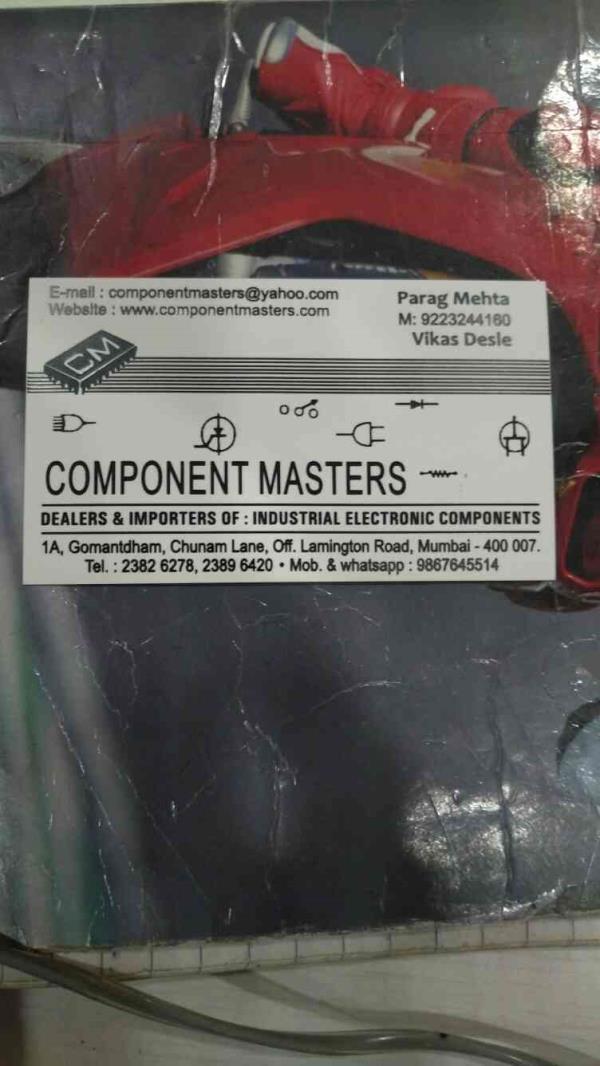 E-mail : componentmasters@yahoo.com
Website : www.componentmasters.com
Parag Mehta
M: 9223244160
Vikas Desle
CM
COMPONENT MASTERS
DEALERS & IMPORTERS OF : INDUSTRIAL ELECTRONIC COMPONENTS
1A, Gomantdham, Chunam Lane, Off. Lamington Road, Mumbai - 400 007.
Tel. : 2382 6278, 2389 6420 • Mob. & whatsapp : 9867645514